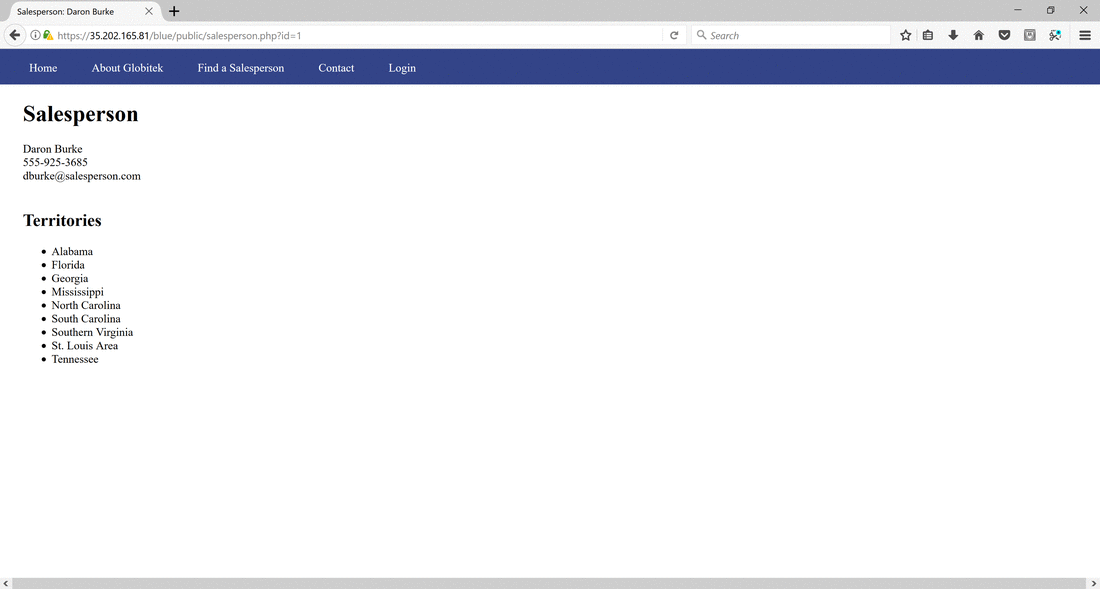 Salesperson: Daron Burke
https://35.202.165.81/blue/public/salesperson.php?id=1
Search
Home About Globitek Find a Salesperson Contact Login
Salesperson
Daron Burke
555-925-3685
dburke@salesperson.com
Territories
Alabama
Florida
Georgia
Mississippi
North Carolina
South Carolina
Southern Virginia
St. Louis Area
Tennessee